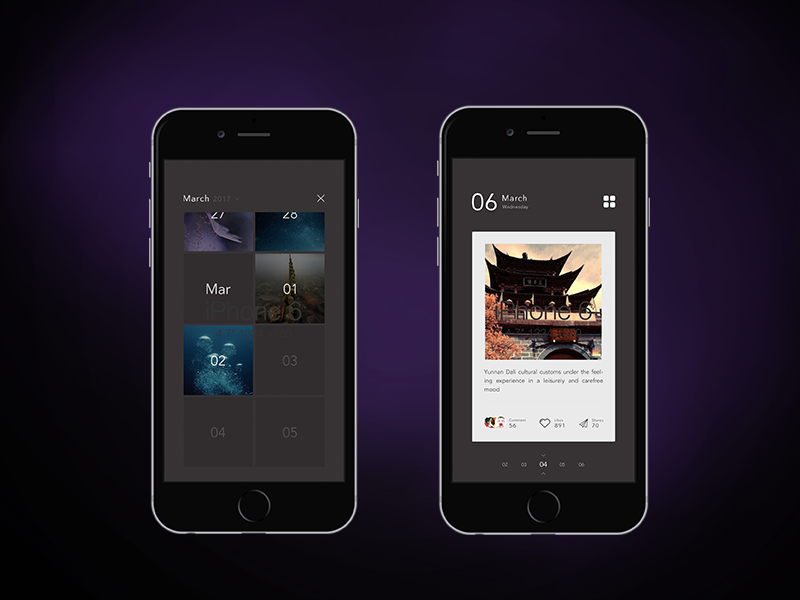 March 2017
27 28
Mar 01
iPhone 6
02 03
04 05
06 March
Wednesday
iPhone 6
Yunnan Dali cultural customs under the feel-
ing experience in a leisurely and carefree
mood
Comment
56
Likes
891
Shares
70
02 03 04 05 06